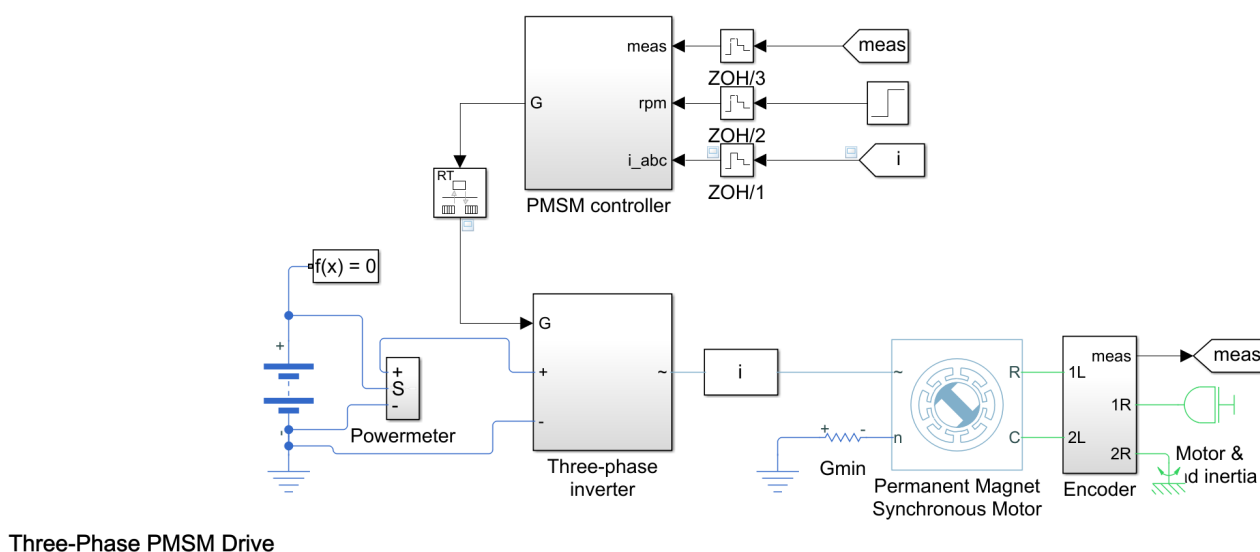 meas
meas
ZOH/3
G
rpm
ZOH/2
i_abc
i
ZOH/1
RT
PMSM controller
f(x) = 0
G
+
+
S
-
Powermeter
-
+
~
-
Three-phase
inverter
i
~
n
R
C
+
-
Gmin
Permanent Magnet
Synchronous Motor
meas
1L
1R
2L
2R
Encoder
meas
Motor &
inertia
Three-Phase PMSM Drive